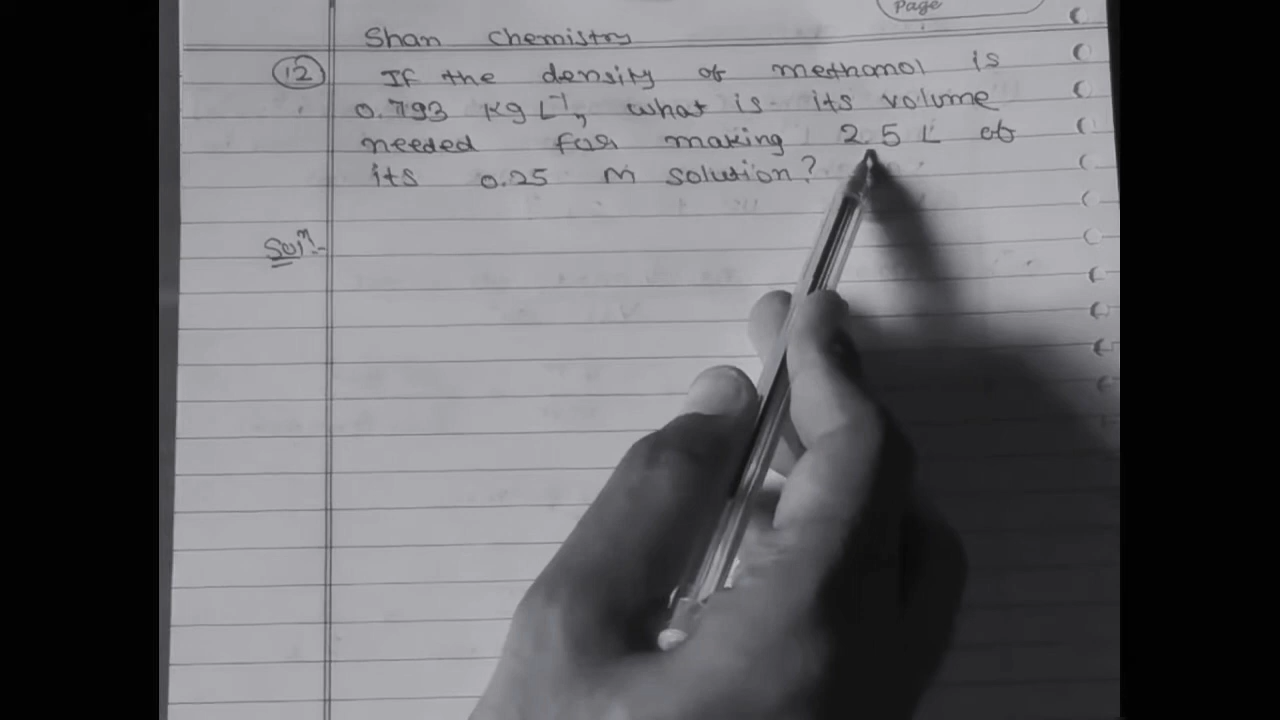 Page
Shan Chemistry
12 If the density of methanol is
0.793 kg L⁻¹, what is its volume
needed for making 2.5 L of
its 0.25 M solution?
Solⁿ:-